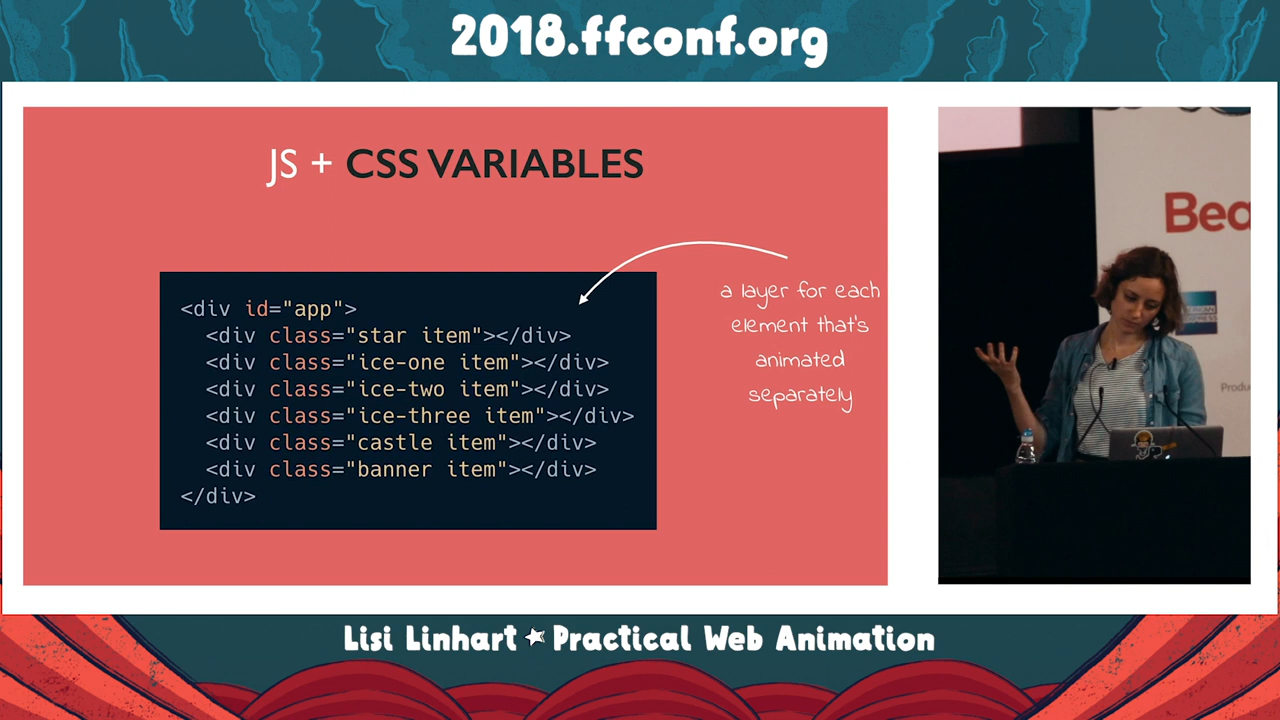 2018.ffconf.org
JS + CSS VARIABLES
<div id="app">
  <div class="star item"></div>
  <div class="ice-one item"></div>
  <div class="ice-two item"></div>
  <div class="ice-three item"></div>
  <div class="castle item"></div>
  <div class="banner item"></div>
</div>
a layer for each
element that's
animated
separately
Lisi Linhart ★ Practical Web Animation